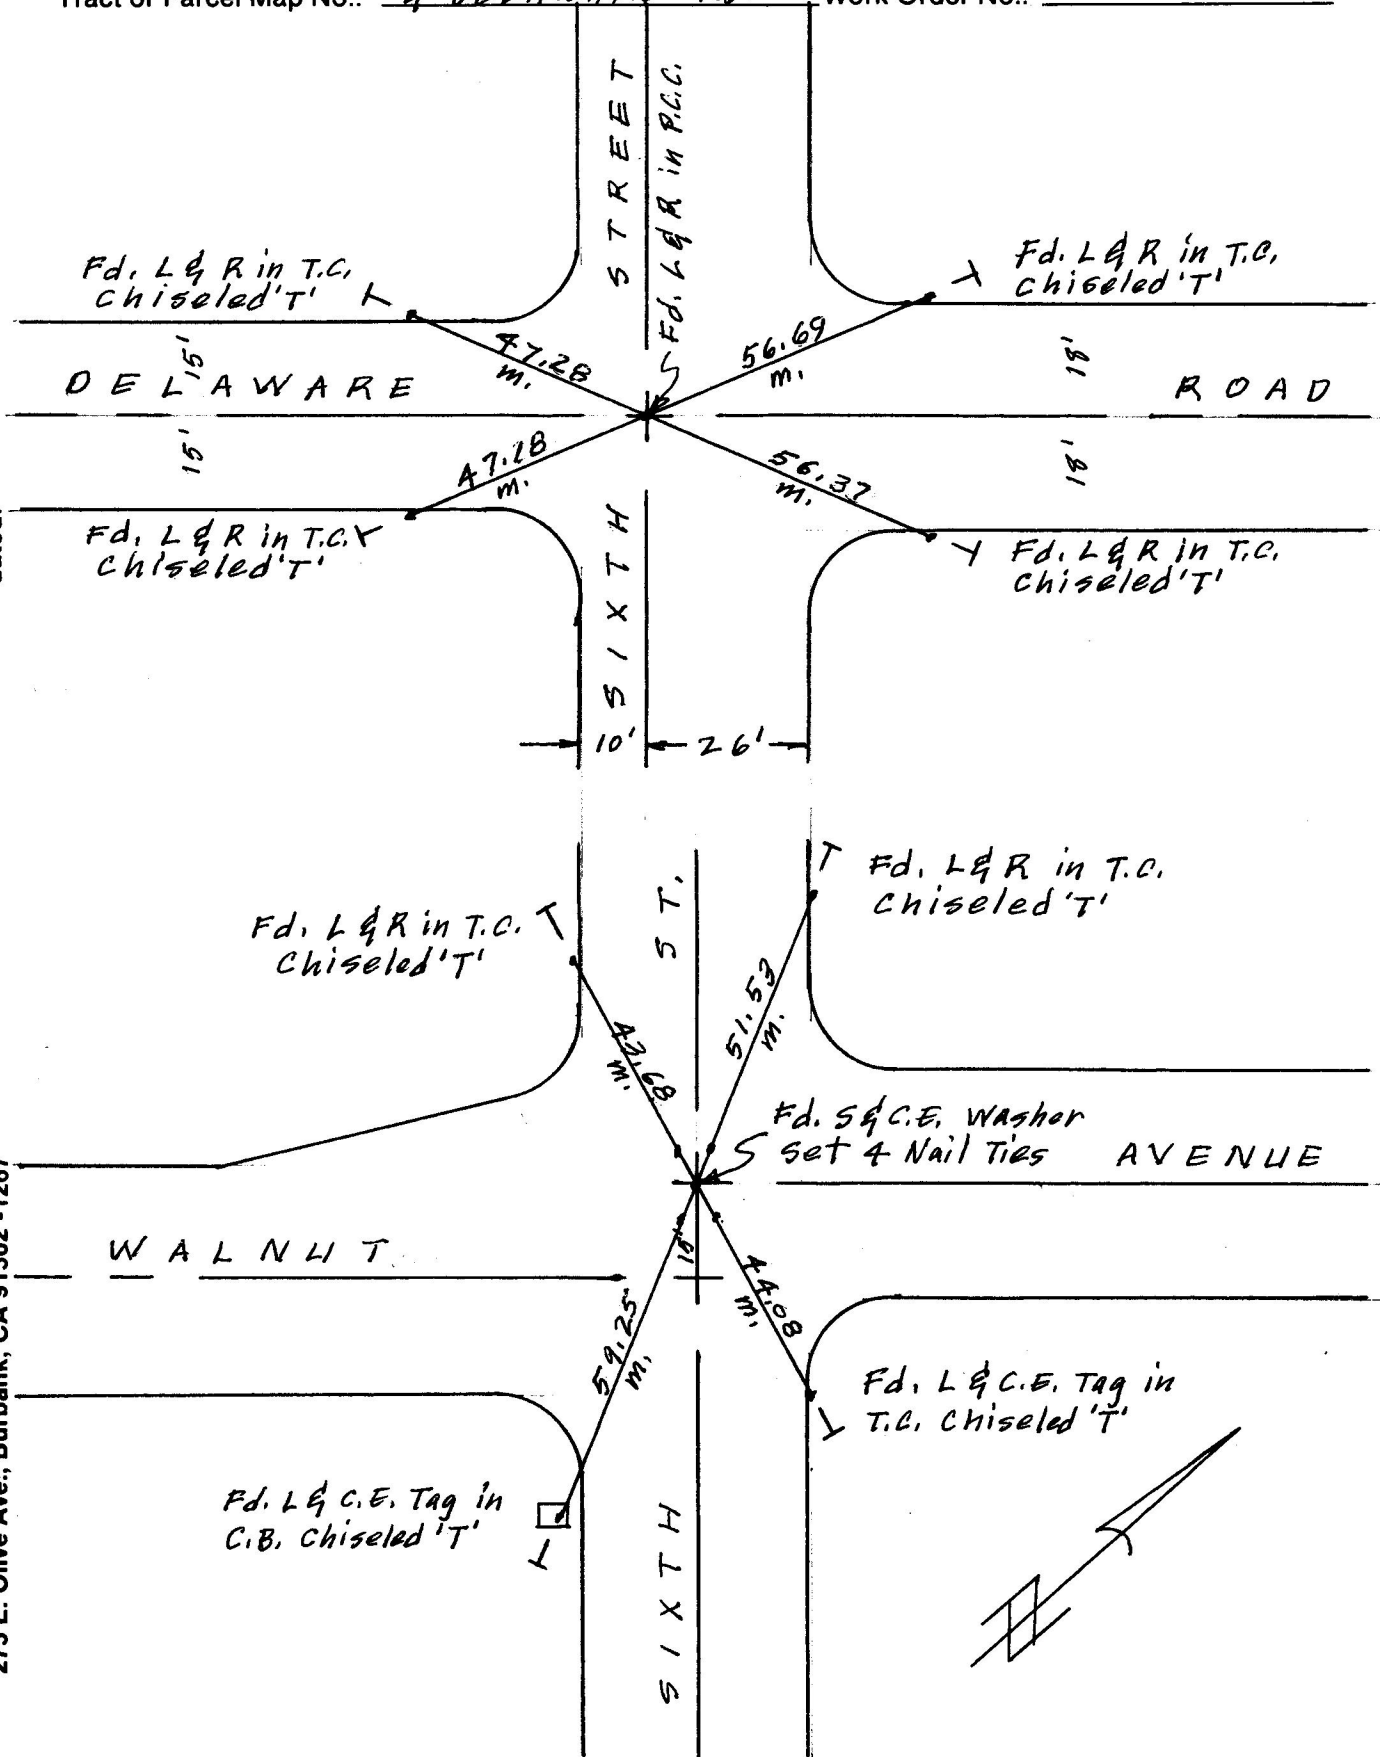 Tract or Parcel Map No.:
Work Order No.:
STREET
Fd. L & R in P.C.C.
Fd. L & R in T.C.
Chiseled 'T'
Fd. L & R in T.C.
Chiseled 'T'
15'
47.28
m.
56.69
m.
18'
DELAWARE
ROAD
15'
47.28
m.
56.37
m.
18'
Fd. L & R in T.C.
Chiseled 'T'
Fd. L & R in T.C.
Chiseled 'T'
SIXTH
10'
26'
Fd. L & R in T.C.
Chiseled 'T'
ST.
Fd. L & R in T.C.
Chiseled 'T'
51.53
m.
m.
Fd. S & C.E. Washer
Set 4 Nail Ties
AVENUE
WALNUT
15'
44.08
m.
59.25
m.
Fd. L & C.E. Tag in
T.C. Chiseled 'T'
Fd. L & C.E. Tag in
C.B. Chiseled 'T'
SIXTH
N
275 E. Olive Ave., Burbank, CA 91502-1267